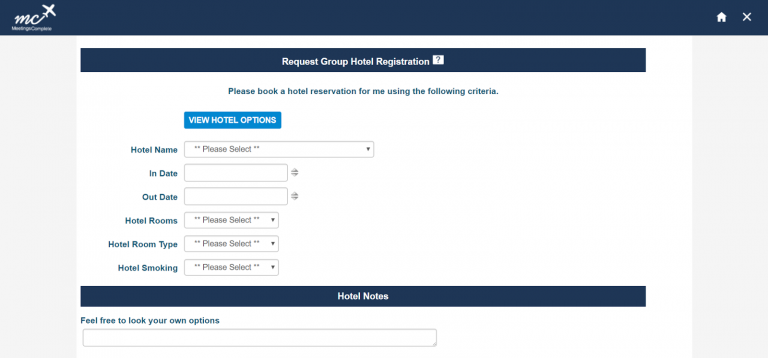 mc
MeetingsComplete
Request Group Hotel Registration ?
Please book a hotel reservation for me using the following criteria.
VIEW HOTEL OPTIONS
Hotel Name ** Please Select **
In Date
Out Date
Hotel Rooms ** Please Select **
Hotel Room Type ** Please Select **
Hotel Smoking ** Please Select **
Hotel Notes
Feel free to look your own options